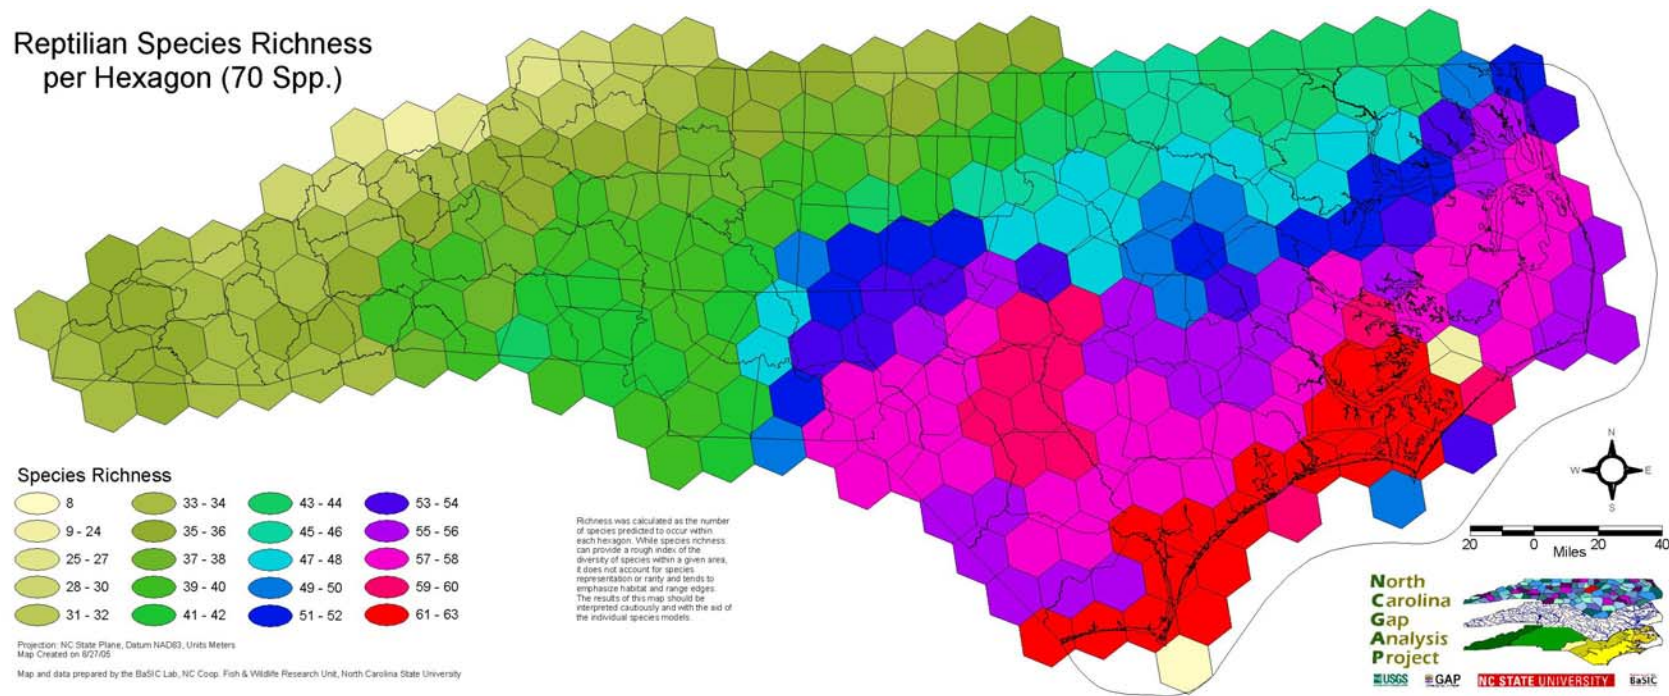 Reptilian Species Richness
per Hexagon (70 Spp.)
Species Richness
8
9 - 24
25 - 27
28 - 30
31 - 32
33 - 34
35 - 36
37 - 38
39 - 40
41 - 42
43 - 44
45 - 46
47 - 48
49 - 50
51 - 52
53 - 54
55 - 56
57 - 58
59 - 60
61 - 63
Projection: NC State Plane, Datum NAD83, Units Meters
Map Created on 6/27/05
Map and data prepared by the BaSIC Lab, NC Coop. Fish & Wildlife Research Unit, North Carolina State University
Richness was calculated as the number
of species predicted to occur within
each hexagon. While species richness
can provide a rough index of the
diversity of species within a given area,
it does not account for species
representation or rarity and tends to
emphasize habitat and range edges.
The results of this map should be
interpreted cautiously and with the aid of
the individual species models.
N
W E
S
20 0 20 40
Miles
North
Carolina
Gap
Analysis
Project
USGS
GAP
NC STATE UNIVERSITY
BaSIC